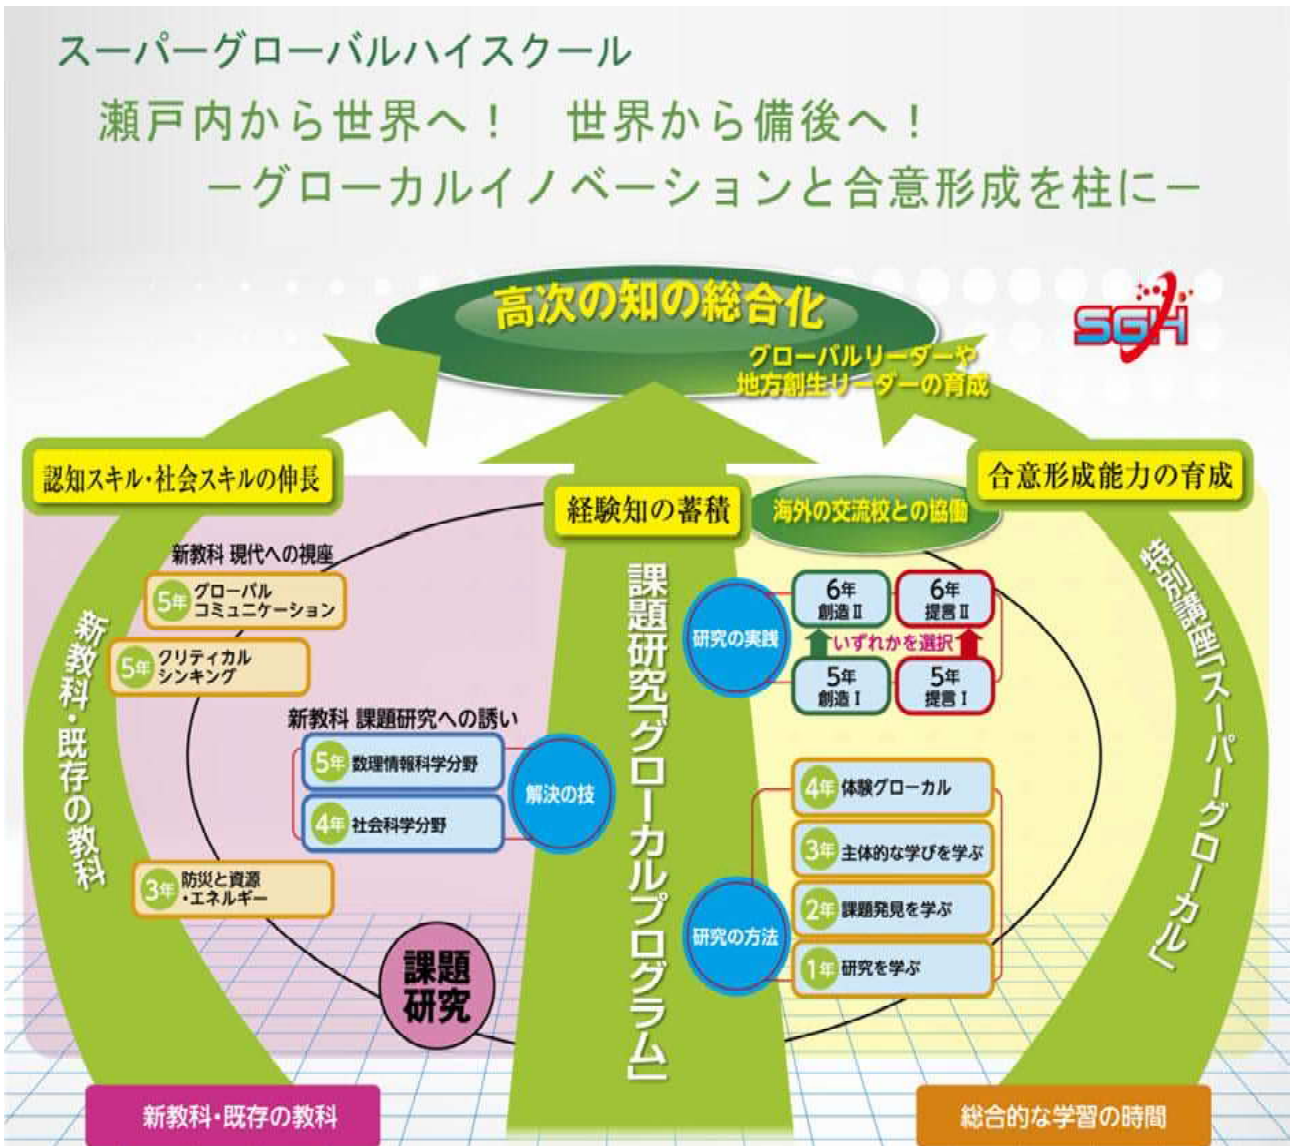 スーパーグローバルハイスクール
瀬戸内から世界へ！　世界から備後へ！
－グローカルイノベーションと合意形成を柱に－
高次の知の総合化
グローバルリーダーや
地方創生リーダーの育成
SGH
認知スキル・社会スキルの伸長
経験知の蓄積
海外の交流校との協働
合意形成能力の育成
新教科・既存の教科
新教科 現代への視座
5年 グローバル
コミュニケーション
5年 クリティカル
シンキング
新教科 課題研究への誘い
5年 数理情報科学分野
4年 社会科学分野
解決の技
3年 防災と資源
・エネルギー
課題
研究
課題研究「グローカルプログラム」
研究の実践
6年
創造Ⅱ
6年
提言Ⅱ
いずれかを選択
5年
創造Ⅰ
5年
提言Ⅰ
研究の方法
4年 体験グローカル
3年 主体的な学びを学ぶ
2年 課題発見を学ぶ
1年 研究を学ぶ
特別講座「スーパーグローカル」
新教科・既存の教科
総合的な学習の時間